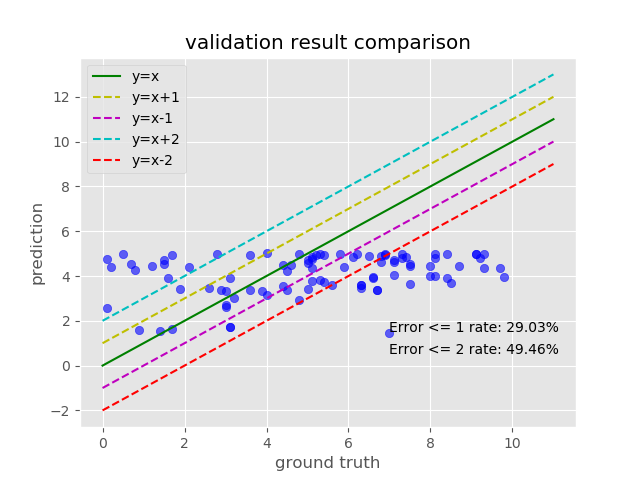 validation result comparison
y=x
y=x+1
y=x-1
y=x+2
y=x-2
12
10
8
6
4
2
0
−2
prediction
Error <= 1 rate: 29.03%
Error <= 2 rate: 49.46%
0 2 4 6 8 10
ground truth